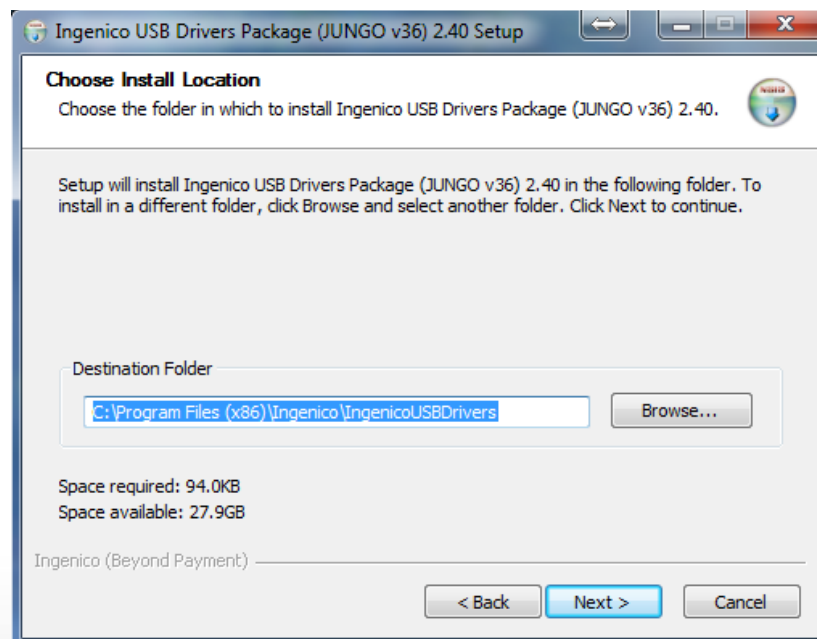 Ingenico USB Drivers Package (JUNGO v36) 2.40 Setup
Choose Install Location
Choose the folder in which to install Ingenico USB Drivers Package (JUNGO v36) 2.40.
Setup will install Ingenico USB Drivers Package (JUNGO v36) 2.40 in the following folder. To
install in a different folder, click Browse and select another folder. Click Next to continue.
Destination Folder
C:\Program Files (x86)\Ingenico\IngenicoUSBDrivers
Browse...
Space required: 94.0KB
Space available: 27.9GB
Ingenico (Beyond Payment)
< Back
Next >
Cancel